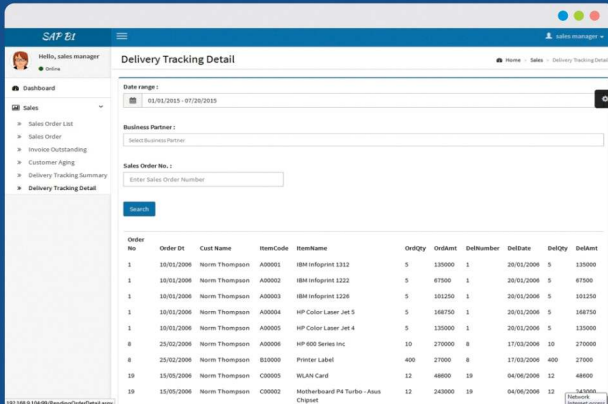 SAP B1
sales manager
Hello, sales manager
Online
Delivery Tracking Detail
Home > Sales > Delivery Tracking Detail
Dashboard
Sales
» Sales Order List
» Sales Order
» Invoice Outstanding
» Customer Aging
» Delivery Tracking Summary
» Delivery Tracking Detail
Date range :
01/01/2015 - 07/20/2015
Business Partner :
Select Business Partner
Sales Order No. :
Enter Sales Order Number
Search
Order No Order Dt Cust Name ItemCode ItemName OrdQty OrdAmt DelNumber DelDate DelQty DelAmt
1 10/01/2006 Norm Thompson A00001 IBM Infoprint 1312 5 135000 1 20/01/2006 5 135000
1 10/01/2006 Norm Thompson A00002 IBM Infoprint 1222 5 67500 1 20/01/2006 5 67500
1 10/01/2006 Norm Thompson A00003 IBM Infoprint 1226 5 101250 1 20/01/2006 5 101250
1 10/01/2006 Norm Thompson A00004 HP Color Laser Jet 5 5 168750 1 20/01/2006 5 168750
1 10/01/2006 Norm Thompson A00005 HP Color Laser Jet 4 5 135000 1 20/01/2006 5 135000
8 25/02/2006 Norm Thompson A00006 HP 600 Series Inc 10 270000 8 17/03/2006 10 270000
8 25/02/2006 Norm Thompson B10000 Printer Label 400 27000 8 17/03/2006 400 27000
19 15/05/2006 Norm Thompson C00005 WLAN Card 12 48600 19 04/06/2006 12 48600
19 15/05/2006 Norm Thompson C00002 Motherboard P4 Turbo - Asus Chipset 12 243000 19 04/06/2006 12 243000
Network
Internet access